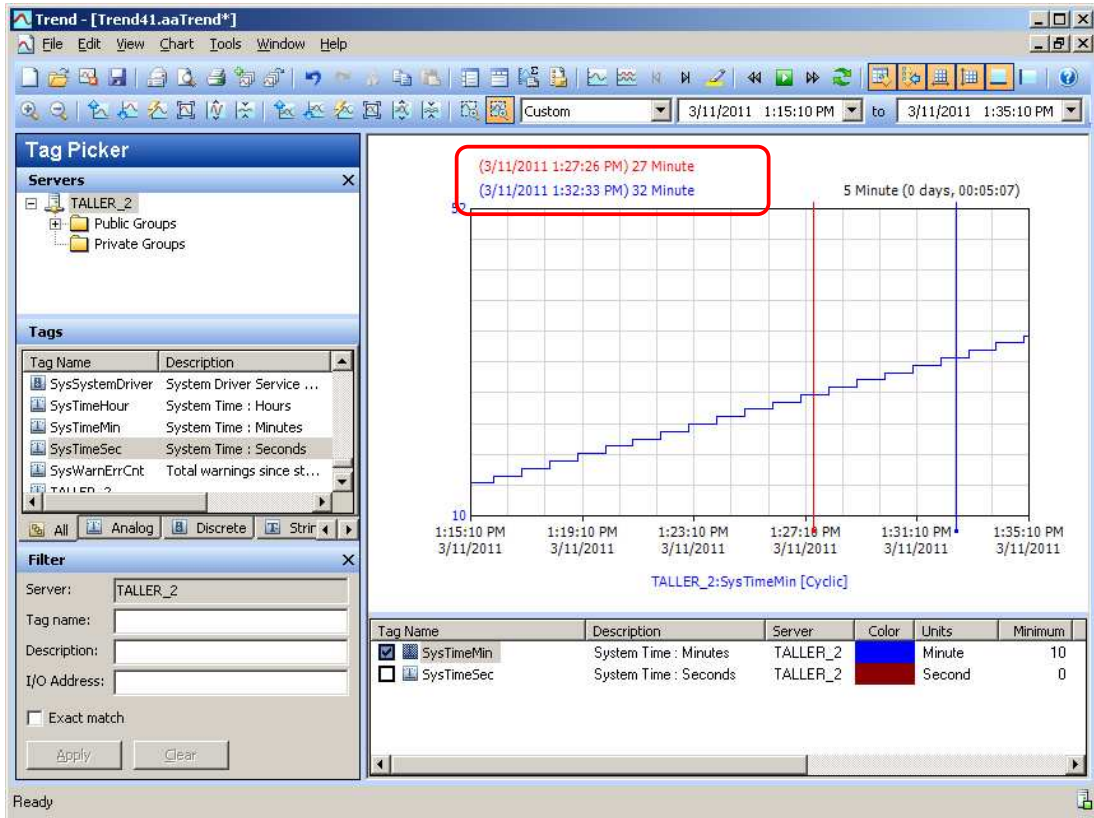 Trend - [Trend41.aaTrend*]
File Edit View Chart Tools Window Help
Custom 3/11/2011 1:15:10 PM to 3/11/2011 1:35:10 PM
Tag Picker
Servers
TALLER_2
Public Groups
Private Groups
Tags
Tag Name Description
SysSystemDriver System Driver Service ...
SysTimeHour System Time : Hours
SysTimeMin System Time : Minutes
SysTimeSec System Time : Seconds
SysWarnErrCnt Total warnings since st...
TALLER_2
All Analog Discrete Strir
Filter
Server: TALLER_2
Tag name:
Description:
I/O Address:
Exact match
Apply Clear
(3/11/2011 1:27:26 PM) 27 Minute
(3/11/2011 1:32:33 PM) 32 Minute
5 Minute (0 days, 00:05:07)
52
10
1:15:10 PM 1:19:10 PM 1:23:10 PM 1:27:10 PM 1:31:10 PM 1:35:10 PM
3/11/2011 3/11/2011 3/11/2011 3/11/2011 3/11/2011 3/11/2011
TALLER_2:SysTimeMin [Cyclic]
Tag Name Description Server Color Units Minimum
SysTimeMin System Time : Minutes TALLER_2 Minute 10
SysTimeSec System Time : Seconds TALLER_2 Second 0
Ready